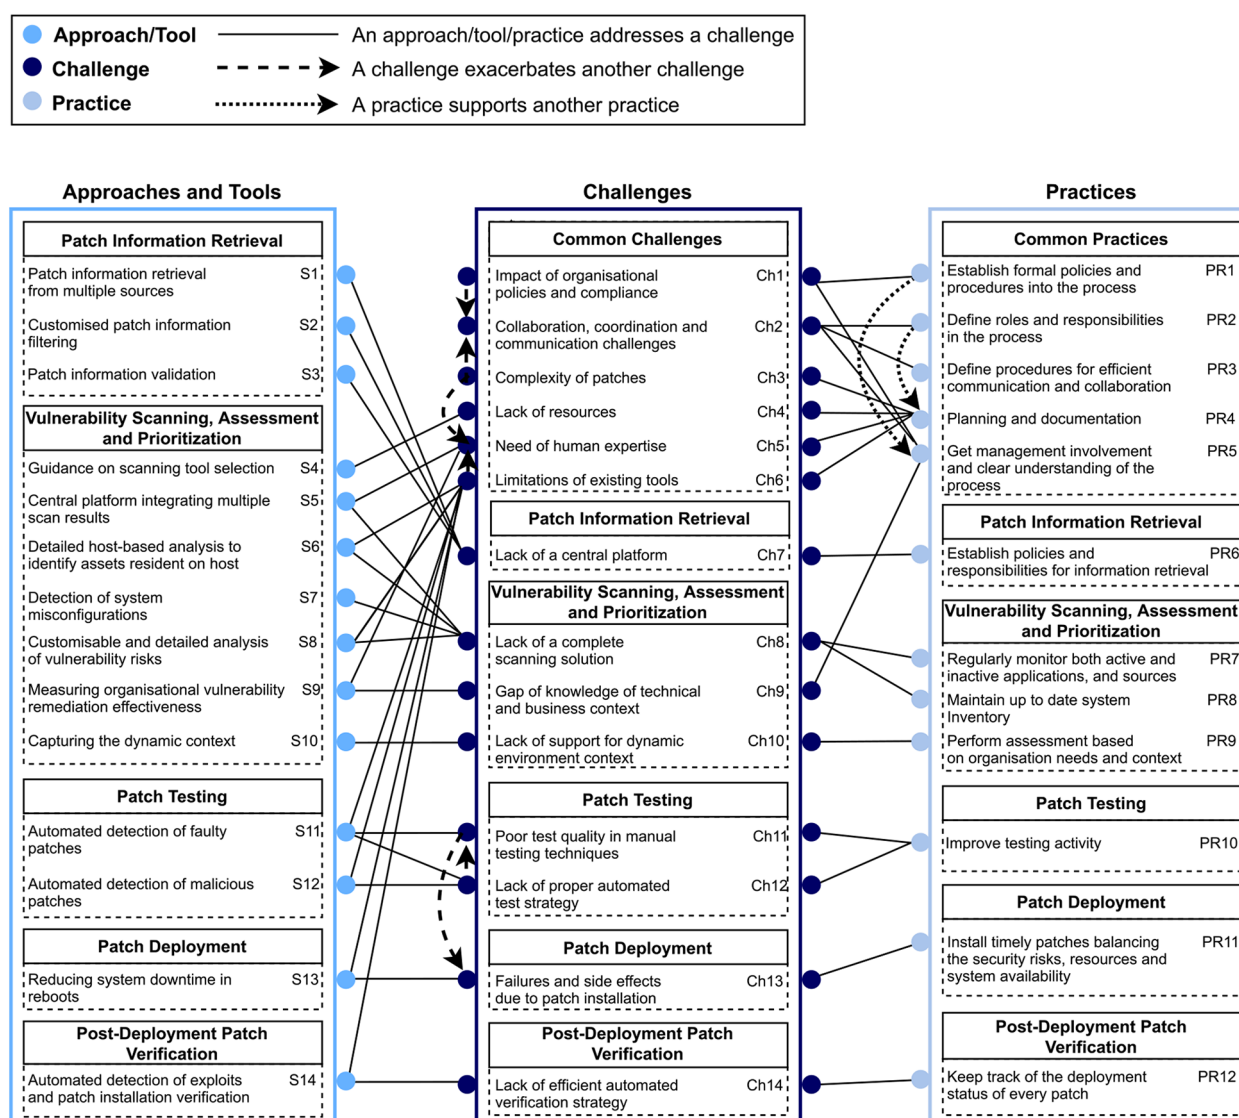 Approach/Tool
An approach/tool/practice addresses a challenge
Challenge
A challenge exacerbates another challenge
Practice
A practice supports another practice
Approaches and Tools
Patch Information Retrieval
Patch information retrieval S1
from multiple sources
Customised patch information S2
filtering
Patch information validation S3
Vulnerability Scanning, Assessment
and Prioritization
Guidance on scanning tool selection S4
Central platform integrating multiple S5
scan results
Detailed host-based analysis to S6
identify assets resident on host
Detection of system S7
misconfigurations
Customisable and detailed analysis S8
of vulnerability risks
Measuring organisational vulnerability S9
remediation effectiveness
Capturing the dynamic context S10
Patch Testing
Automated detection of faulty S11
patches
Automated detection of malicious S12
patches
Patch Deployment
Reducing system downtime in S13
reboots
Post-Deployment Patch
Verification
Automated detection of exploits S14
and patch installation verification
Challenges
Common Challenges
Impact of organisational Ch1
policies and compliance
Collaboration, coordination and Ch2
communication challenges
Complexity of patches Ch3
Lack of resources Ch4
Need of human expertise Ch5
Limitations of existing tools Ch6
Patch Information Retrieval
Lack of a central platform Ch7
Vulnerability Scanning, Assessment
and Prioritization
Lack of a complete Ch8
scanning solution
Gap of knowledge of technical Ch9
and business context
Lack of support for dynamic Ch10
environment context
Patch Testing
Poor test quality in manual Ch11
testing techniques
Lack of proper automated Ch12
test strategy
Patch Deployment
Failures and side effects Ch13
due to patch installation
Post-Deployment Patch
Verification
Lack of efficient automated Ch14
verification strategy
Practices
Common Practices
Establish formal policies and PR1
procedures into the process
Define roles and responsibilities PR2
in the process
Define procedures for efficient PR3
communication and collaboration
Planning and documentation PR4
Get management involvement PR5
and clear understanding of the
process
Patch Information Retrieval
Establish policies and PR6
responsibilities for information retrieval
Vulnerability Scanning, Assessment
and Prioritization
Regularly monitor both active and PR7
inactive applications, and sources
Maintain up to date system PR8
Inventory
Perform assessment based PR9
on organisation needs and context
Patch Testing
Improve testing activity PR10
Patch Deployment
Install timely patches balancing PR11
the security risks, resources and
system availability
Post-Deployment Patch
Verification
Keep track of the deployment PR12
status of every patch